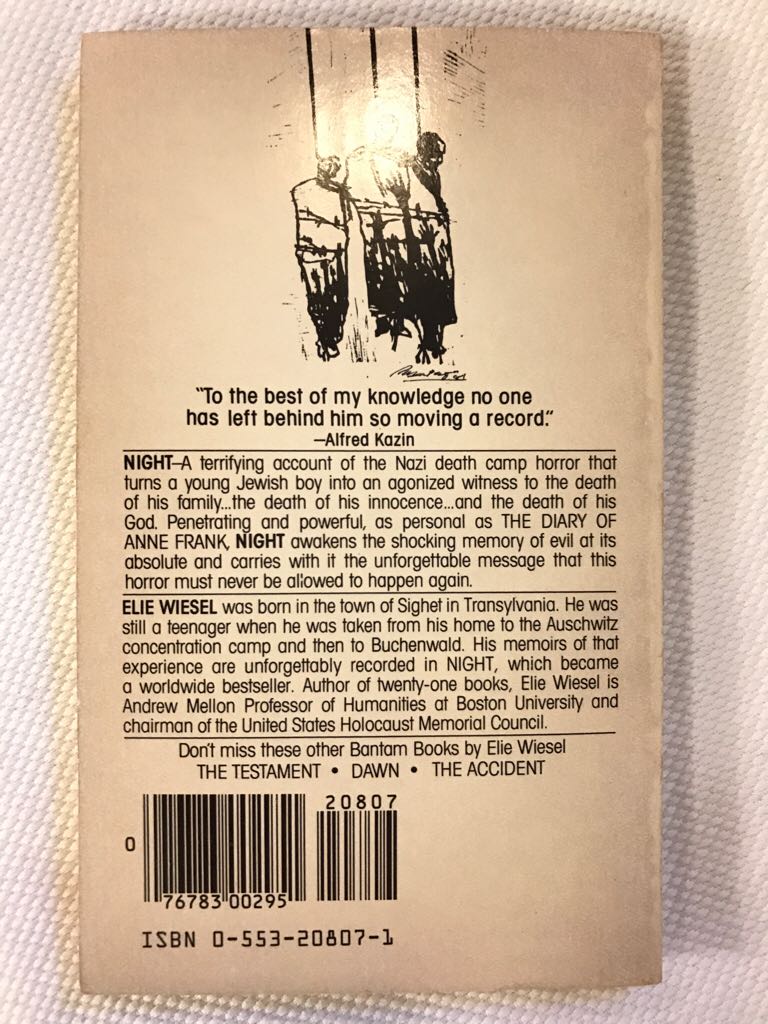 "To the best of my knowledge no one
has left behind him so moving a record."
—Alfred Kazin
NIGHT—A terrifying account of the Nazi death camp horror that
turns a young Jewish boy into an agonized witness to the death
of his family...the death of his innocence...and the death of his
God. Penetrating and powerful, as personal as THE DIARY OF
ANNE FRANK, NIGHT awakens the shocking memory of evil at its
absolute and carries with it the unforgettable message that this
horror must never be allowed to happen again.
ELIE WIESEL was born in the town of Sighet in Transylvania. He was
still a teenager when he was taken from his home to the Auschwitz
concentration camp and then to Buchenwald. His memoirs of that
experience are unforgettably recorded in NIGHT, which became
a worldwide bestseller. Author of twenty-one books, Elie Wiesel is
Andrew Mellon Professor of Humanities at Boston University and
chairman of the United States Holocaust Memorial Council.
Don't miss these other Bantam Books by Elie Wiesel
THE TESTAMENT • DAWN • THE ACCIDENT
20807
0
76783 00295
ISBN 0-553-20807-1